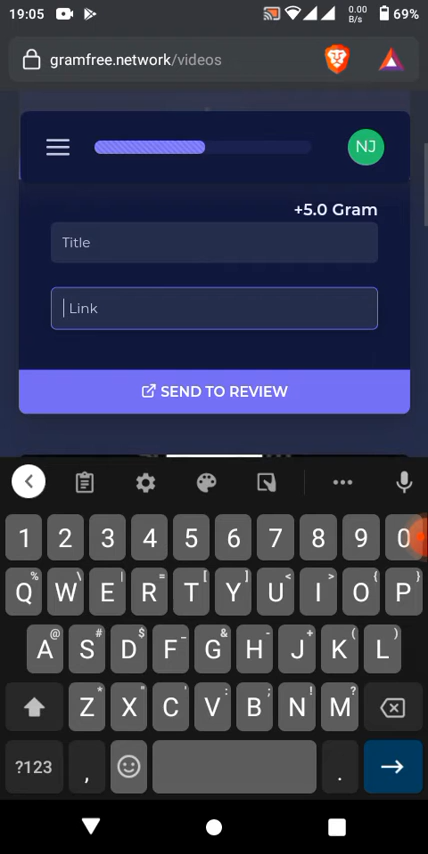 19:05
0.00
B/s
69%
gramfree.network/videos
NJ
+5.0 Gram
Title
Link
SEND TO REVIEW
1 2 3 4 5 6 7 8 9 0
% \ | = [ ] < > { }
Q W E R T Y U I O P
@ # $ _ & - + ( )
A S D F G H J K L
* " ' : ; ! ?
Z X C V B N M
?123 , .